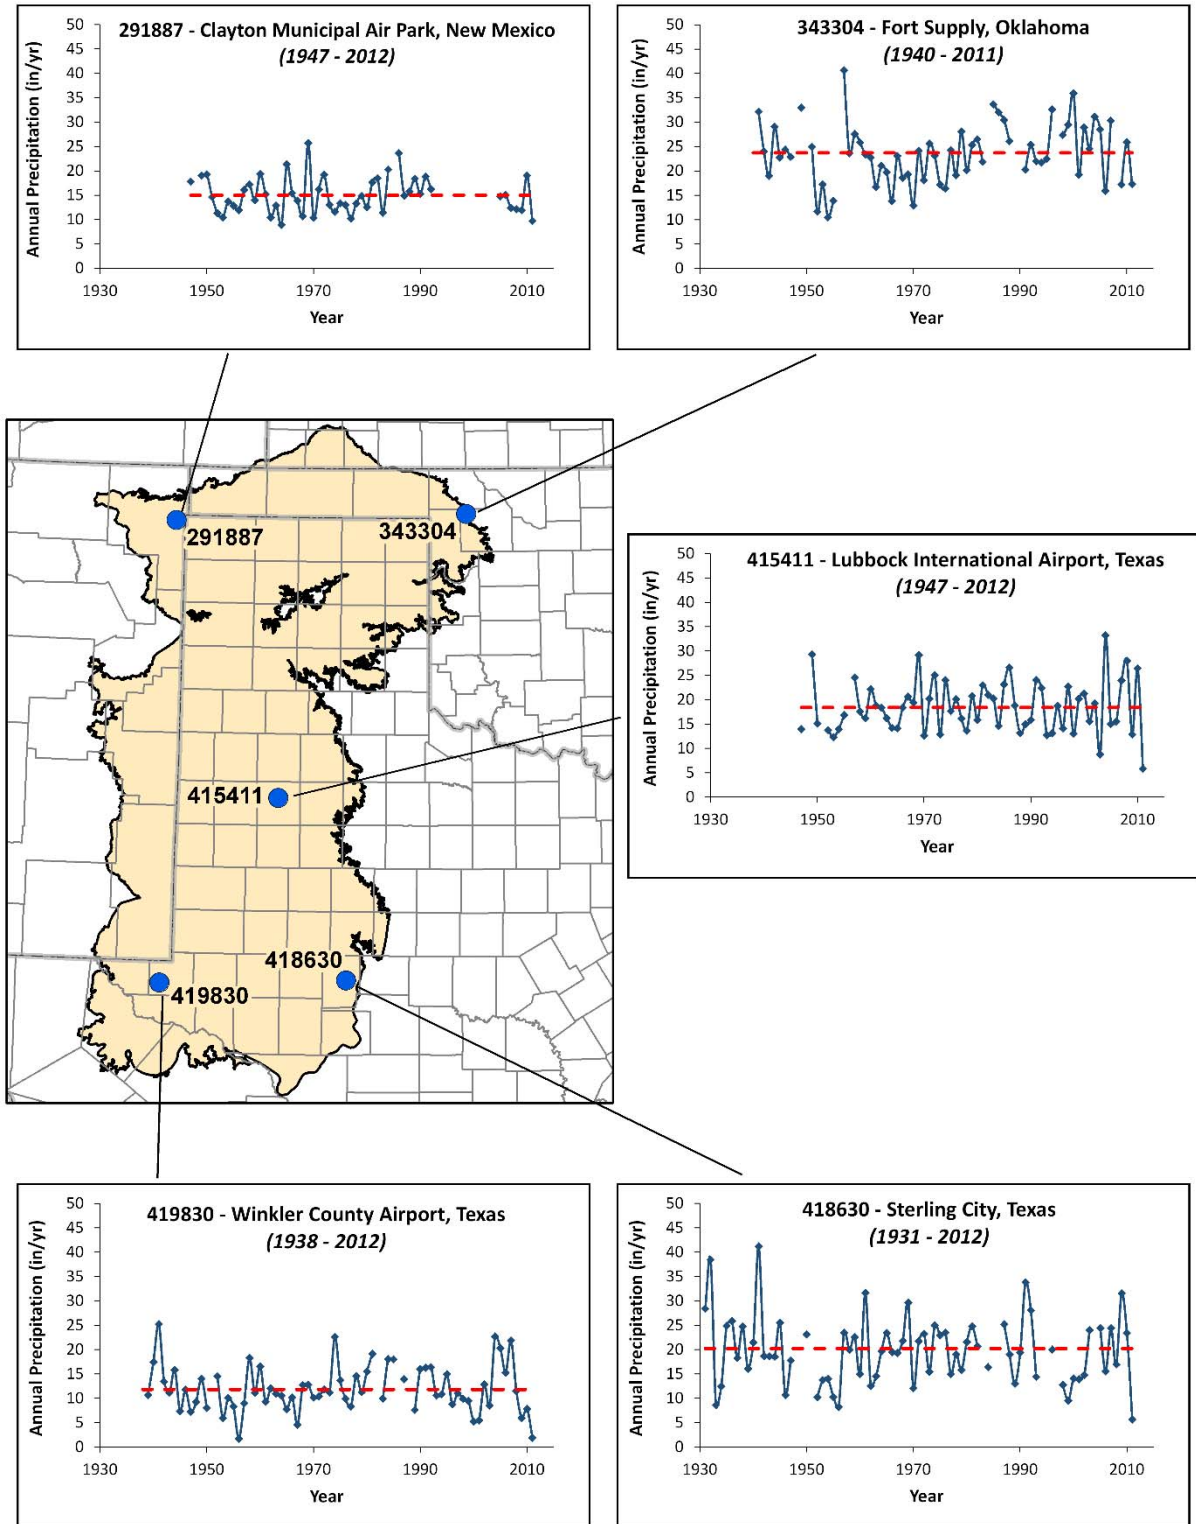 291887 - Clayton Municipal Air Park, New Mexico
(1947 - 2012)
Annual Precipitation (in/yr)
50
45
40
35
30
25
20
15
10
5
0
1930 1950 1970 1990 2010
Year
343304 - Fort Supply, Oklahoma
(1940 - 2011)
Annual Precipitation (in/yr)
50
45
40
35
30
25
20
15
10
5
0
1930 1950 1970 1990 2010
Year
291887
343304
415411
418630
419830
415411 - Lubbock International Airport, Texas
(1947 - 2012)
Annual Precipitation (in/yr)
50
45
40
35
30
25
20
15
10
5
0
1930 1950 1970 1990 2010
Year
419830 - Winkler County Airport, Texas
(1938 - 2012)
Annual Precipitation (in/yr)
50
45
40
35
30
25
20
15
10
5
0
1930 1950 1970 1990 2010
Year
418630 - Sterling City, Texas
(1931 - 2012)
Annual Precipitation (in/yr)
50
45
40
35
30
25
20
15
10
5
0
1930 1950 1970 1990 2010
Year